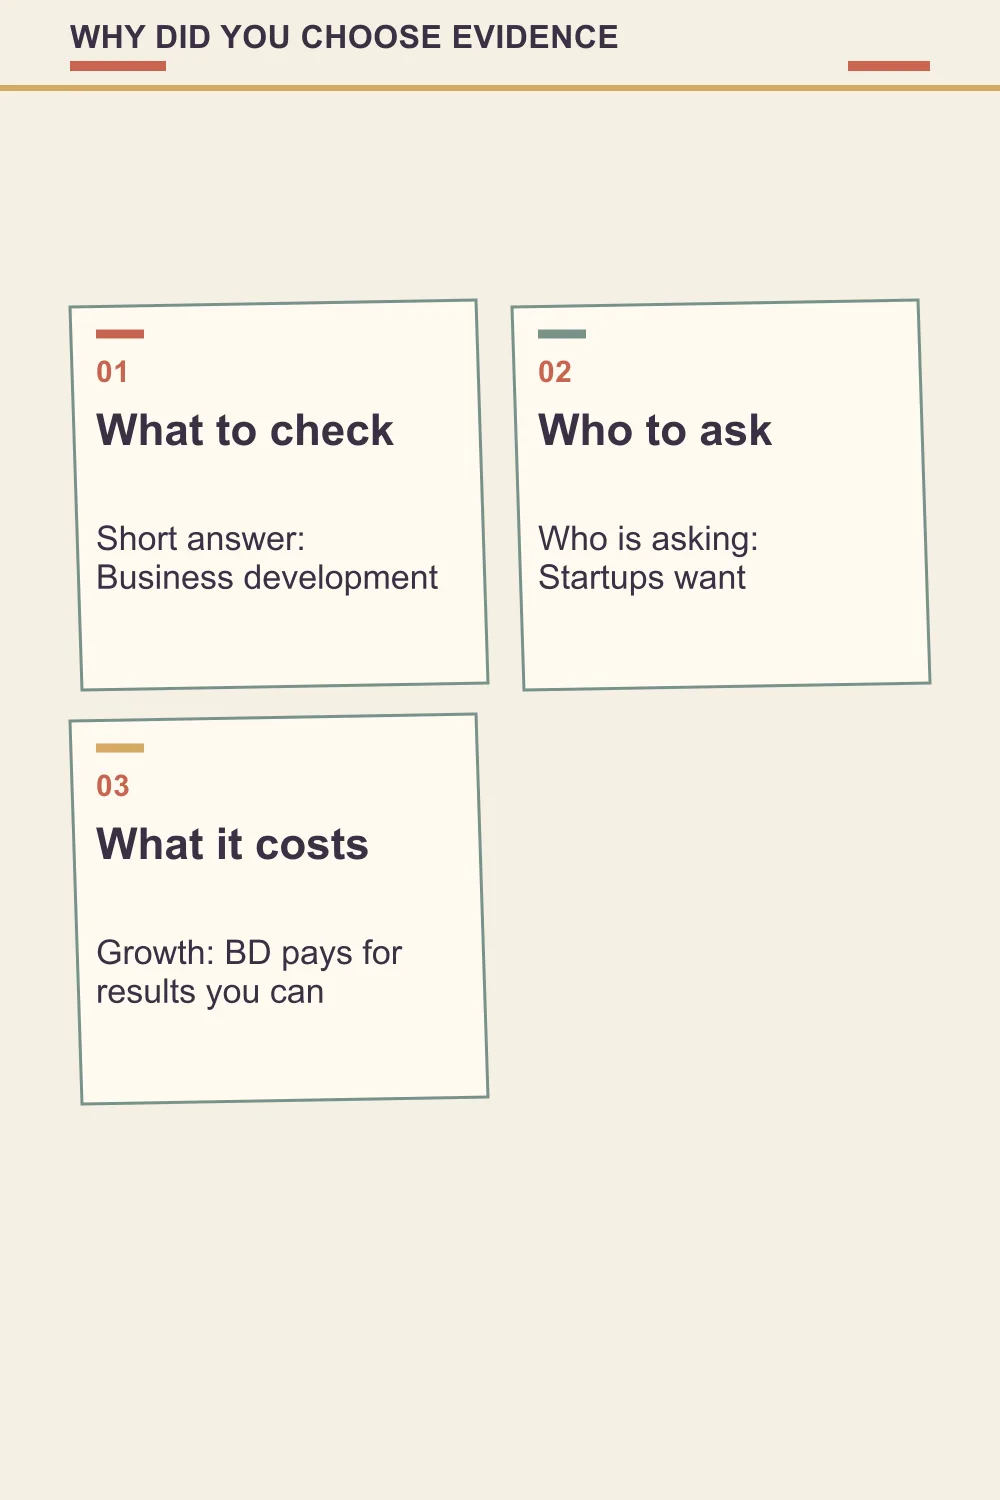 WHY DID YOU CHOOSE EVIDENCE
01
What to check
Short answer:
Business development
02
Who to ask
Who is asking:
Startups want
03
What it costs
Growth: BD pays for
results you can